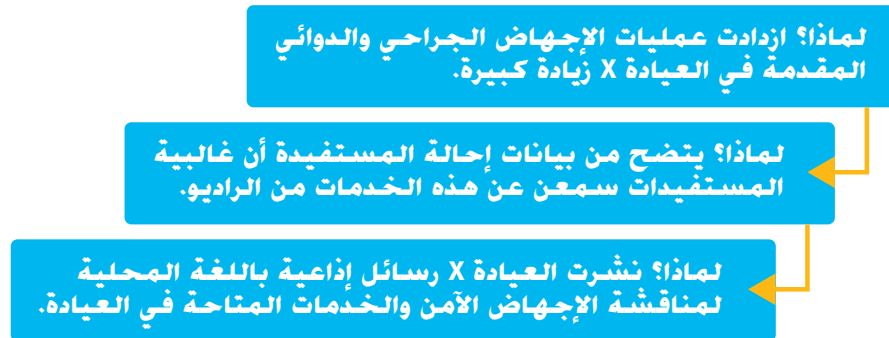 لماذا؟ ازدادت عمليات الإجهاض الجراحي والدوائي
المقدمة في العيادة X زيادة كبيرة.
لماذا؟ يتضح من بيانات إحالة المستفيدة أن غالبية
المستفيدات سمعن عن هذه الخدمات من الراديو.
لماذا؟ نشرت العيادة X رسائل إذاعية باللغة المحلية
لمناقشة الإجهاض الآمن والخدمات المتاحة في العيادة.